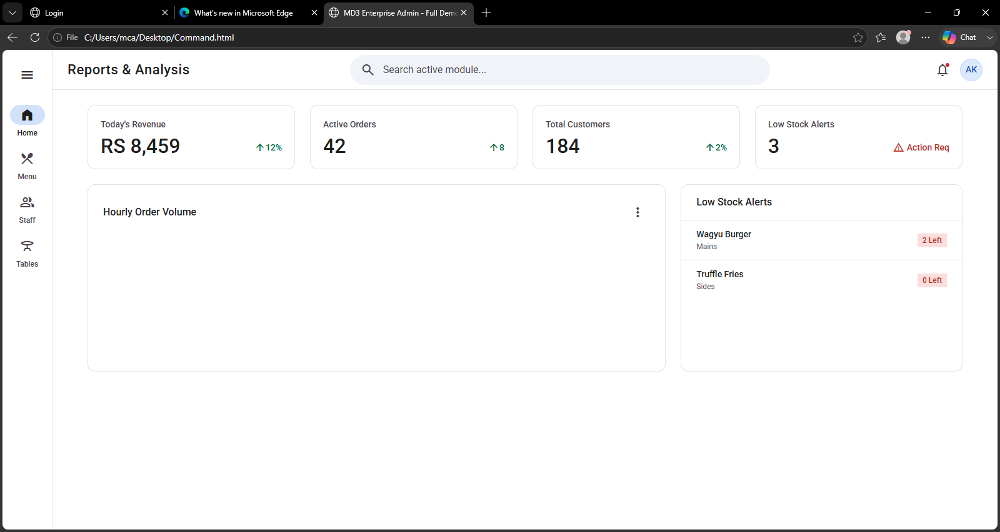 Login
What's new in Microsoft Edge
MD3 Enterprise Admin - Full Demo
File C:/Users/mca/Desktop/Command.html
Chat
Reports & Analysis
Search active module...
AK
Home
Menu
Staff
Tables
Today's Revenue
RS 8,459
12%
Active Orders
42
8
Total Customers
184
2%
Low Stock Alerts
3
Action Req
Hourly Order Volume
Low Stock Alerts
Wagyu Burger
Mains
2 Left
Truffle Fries
Sides
0 Left